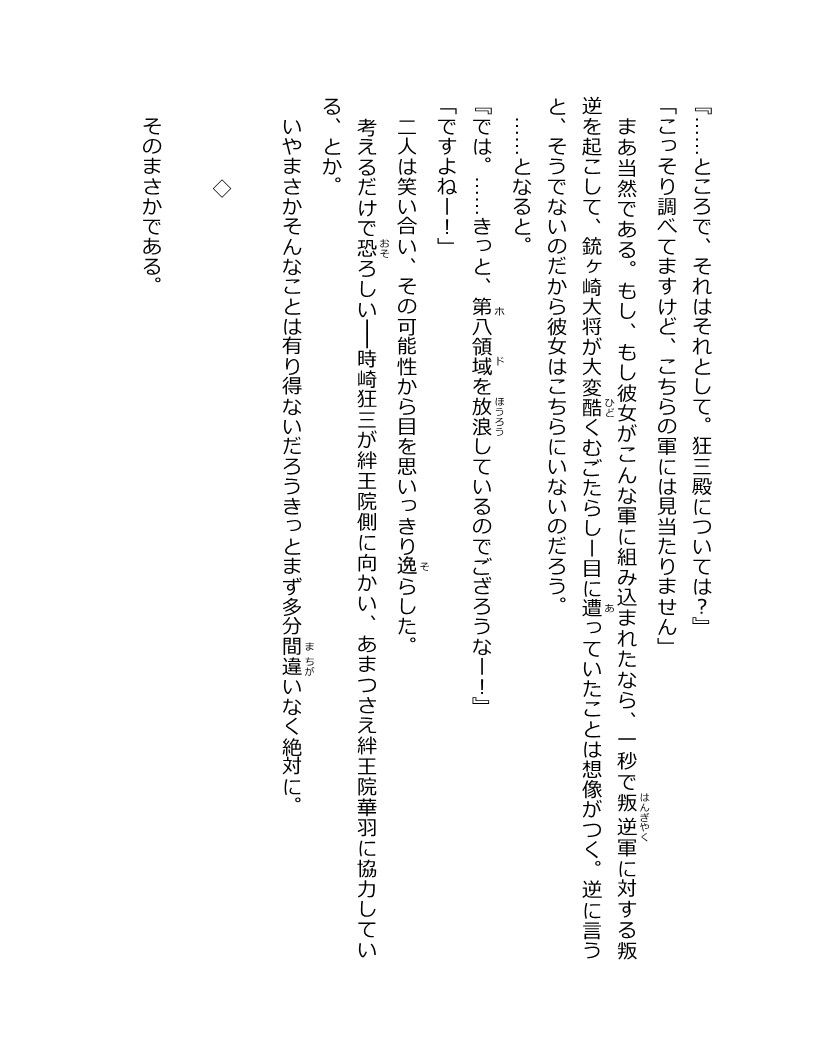 『……ところで、それはそれとして。狂三殿については？』
「こっそり調べてますけど、こちらの軍には見当たりません」
まあ当然である。もし、もし彼女がこんな軍に組み込まれたなら、一秒で叛逆軍に対する叛
逆を起こして、銃ヶ崎大将が大変酷くむごたらしー目に遭っていたことは想像がつく。逆に言う
と、そうでないのだから彼女はこちらにいないのだろう。
……となると。
『では。……きっと、第八領域を放浪しているのでござろうなー！』
「ですよねー！」
二人は笑い合い、その可能性から目を思いっきり逸らした。
考えるだけで恐ろしい──時崎狂三が絆王院側に向かい、あまつさえ絆王院華羽に協力してい
る、とか。
いやまさかそんなことは有り得ないだろうきっとまず多分間違いなく絶対に。
◇
そのまさかである。